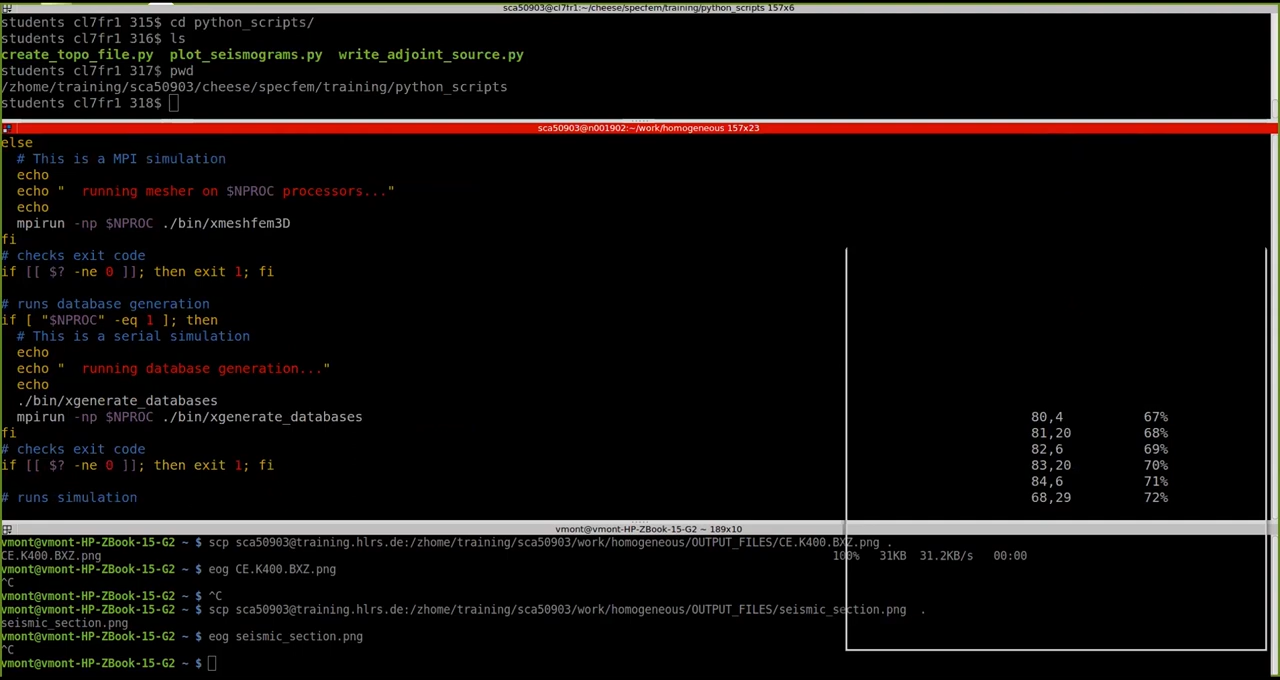 sca50903@cl7fr1:~/cheese/specfem/training/python_scripts 157x6
students cl7fr1 315$ cd python_scripts/
students cl7fr1 316$ ls
create_topo_file.py  plot_seismograms.py  write_adjoint_source.py
students cl7fr1 317$ pwd
/zhome/training/sca50903/cheese/specfem/training/python_scripts
students cl7fr1 318$
sca50903@n001902:~/work/homogeneous 157x23
else
  # This is a MPI simulation
  echo
  echo "  running mesher on $NPROC processors..."
  echo
  mpirun -np $NPROC ./bin/xmeshfem3D
fi
# checks exit code
if [[ $? -ne 0 ]]; then exit 1; fi
# runs database generation
if [ "$NPROC" -eq 1 ]; then
  # This is a serial simulation
  echo
  echo "  running database generation..."
  echo
  ./bin/xgenerate_databases
  mpirun -np $NPROC ./bin/xgenerate_databases 80,4 67%
fi 81,20 68%
# checks exit code 82,6 69%
if [[ $? -ne 0 ]]; then exit 1; fi 83,20 70%
84,6 71%
# runs simulation 68,29 72%
vmont@vmont-HP-ZBook-15-G2 ~ 189x10
vmont@vmont-HP-ZBook-15-G2 ~ $ scp sca50903@training.hlrs.de:/zhome/training/sca50903/work/homogeneous/OUTPUT_FILES/CE.K400.BXZ.png .
CE.K400.BXZ.png 100% 31KB 31.2KB/s 00:00
vmont@vmont-HP-ZBook-15-G2 ~ $ eog CE.K400.BXZ.png
^C
vmont@vmont-HP-ZBook-15-G2 ~ $ ^C
vmont@vmont-HP-ZBook-15-G2 ~ $ scp sca50903@training.hlrs.de:/zhome/training/sca50903/work/homogeneous/OUTPUT_FILES/seismic_section.png  .
seismic_section.png
vmont@vmont-HP-ZBook-15-G2 ~ $ eog seismic_section.png
^C
vmont@vmont-HP-ZBook-15-G2 ~ $